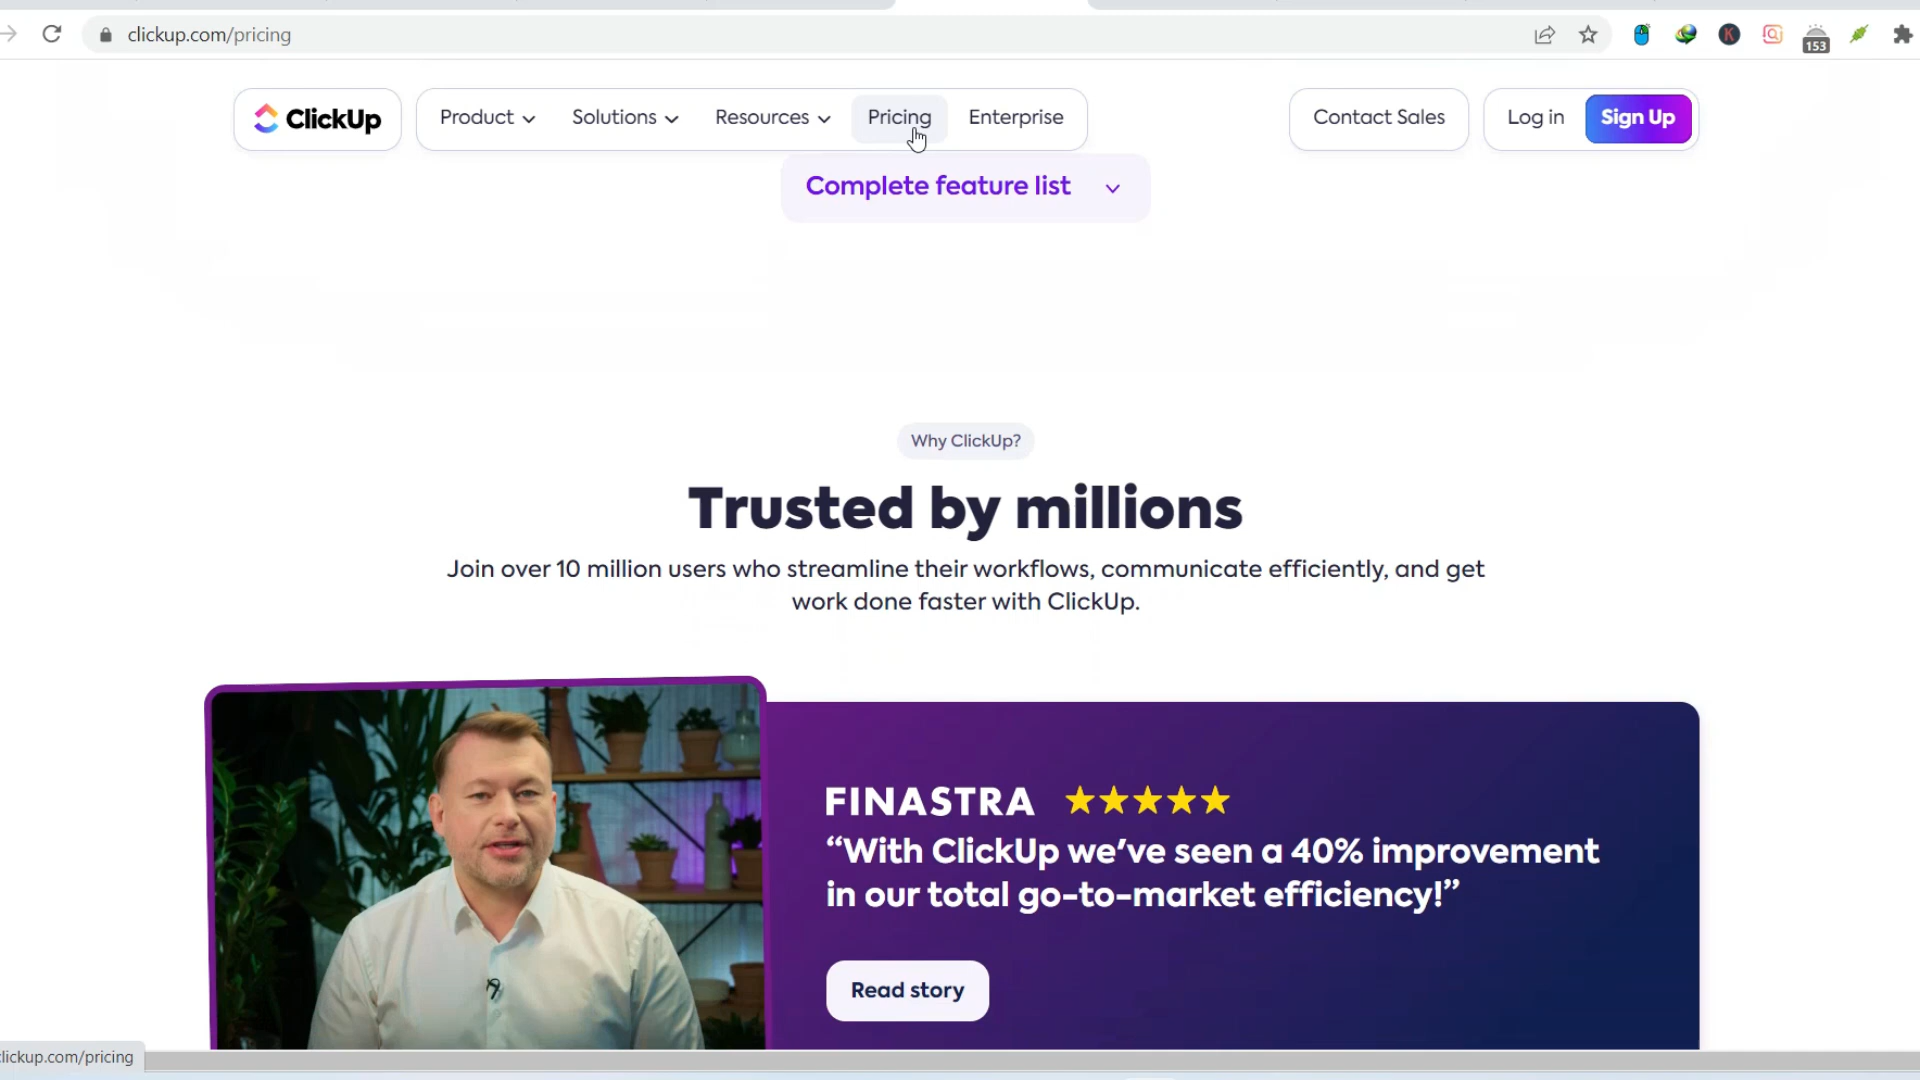 clickup.com/pricing
153
ClickUp
Product
Solutions
Resources
Pricing
Enterprise
Contact Sales
Log in
Sign Up
Complete feature list
Why ClickUp?
Trusted by millions
Join over 10 million users who streamline their workflows, communicate efficiently, and get
work done faster with ClickUp.
FINASTRA
“With ClickUp we’ve seen a 40% improvement
in our total go-to-market efficiency!”
Read story
lickup.com/pricing